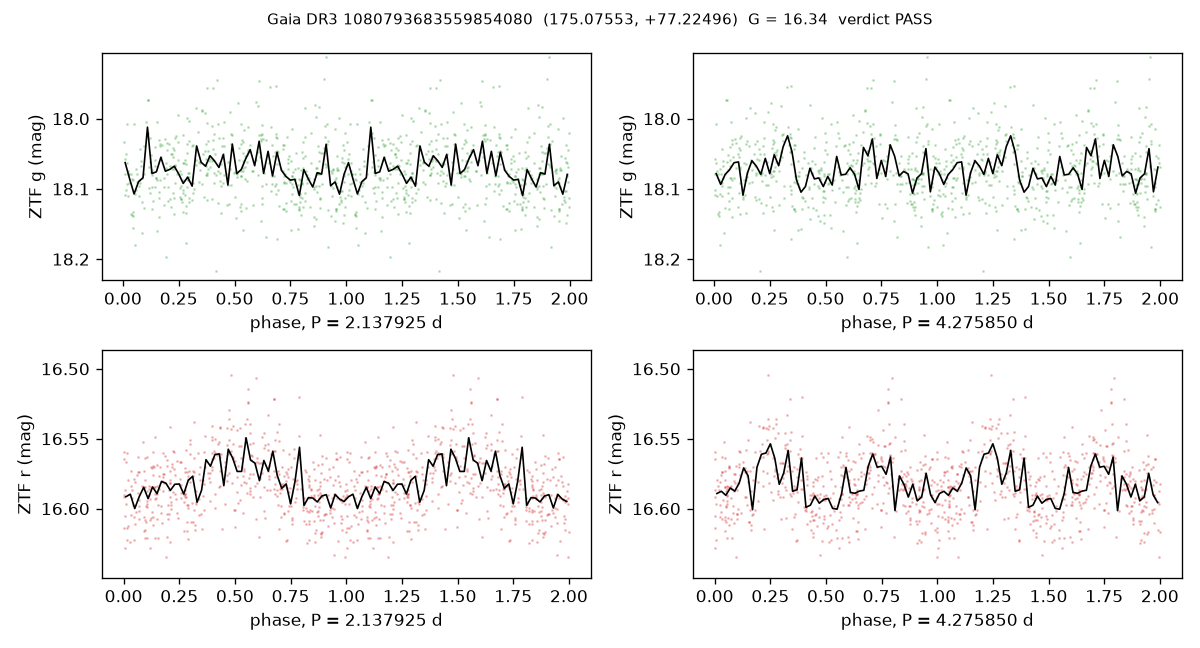 Gaia DR3 1080793683559854080 (175.07553, +77.22496) G = 16.34 verdict PASS
ZTF g (mag)
18.0
18.1
18.2
0.00 0.25 0.50 0.75 1.00 1.25 1.50 1.75 2.00
phase, P = 2.137925 d
ZTF g (mag)
18.0
18.1
18.2
0.00 0.25 0.50 0.75 1.00 1.25 1.50 1.75 2.00
phase, P = 4.275850 d
ZTF r (mag)
16.50
16.55
16.60
0.00 0.25 0.50 0.75 1.00 1.25 1.50 1.75 2.00
phase, P = 2.137925 d
ZTF r (mag)
16.50
16.55
16.60
0.00 0.25 0.50 0.75 1.00 1.25 1.50 1.75 2.00
phase, P = 4.275850 d